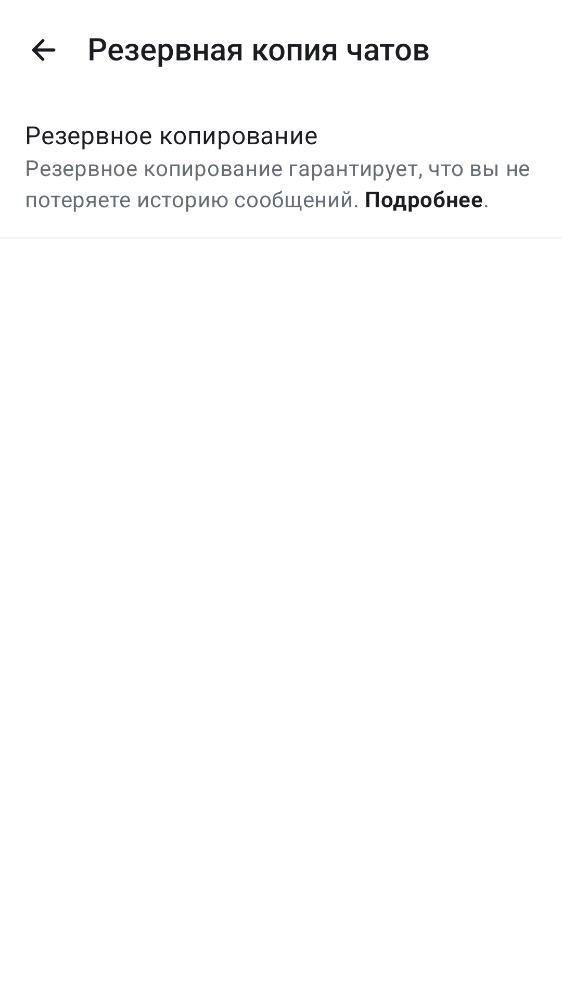 Резервная копия чатов
Резервное копирование
Резервное копирование гарантирует, что вы не
потеряете историю сообщений. Подробнее.